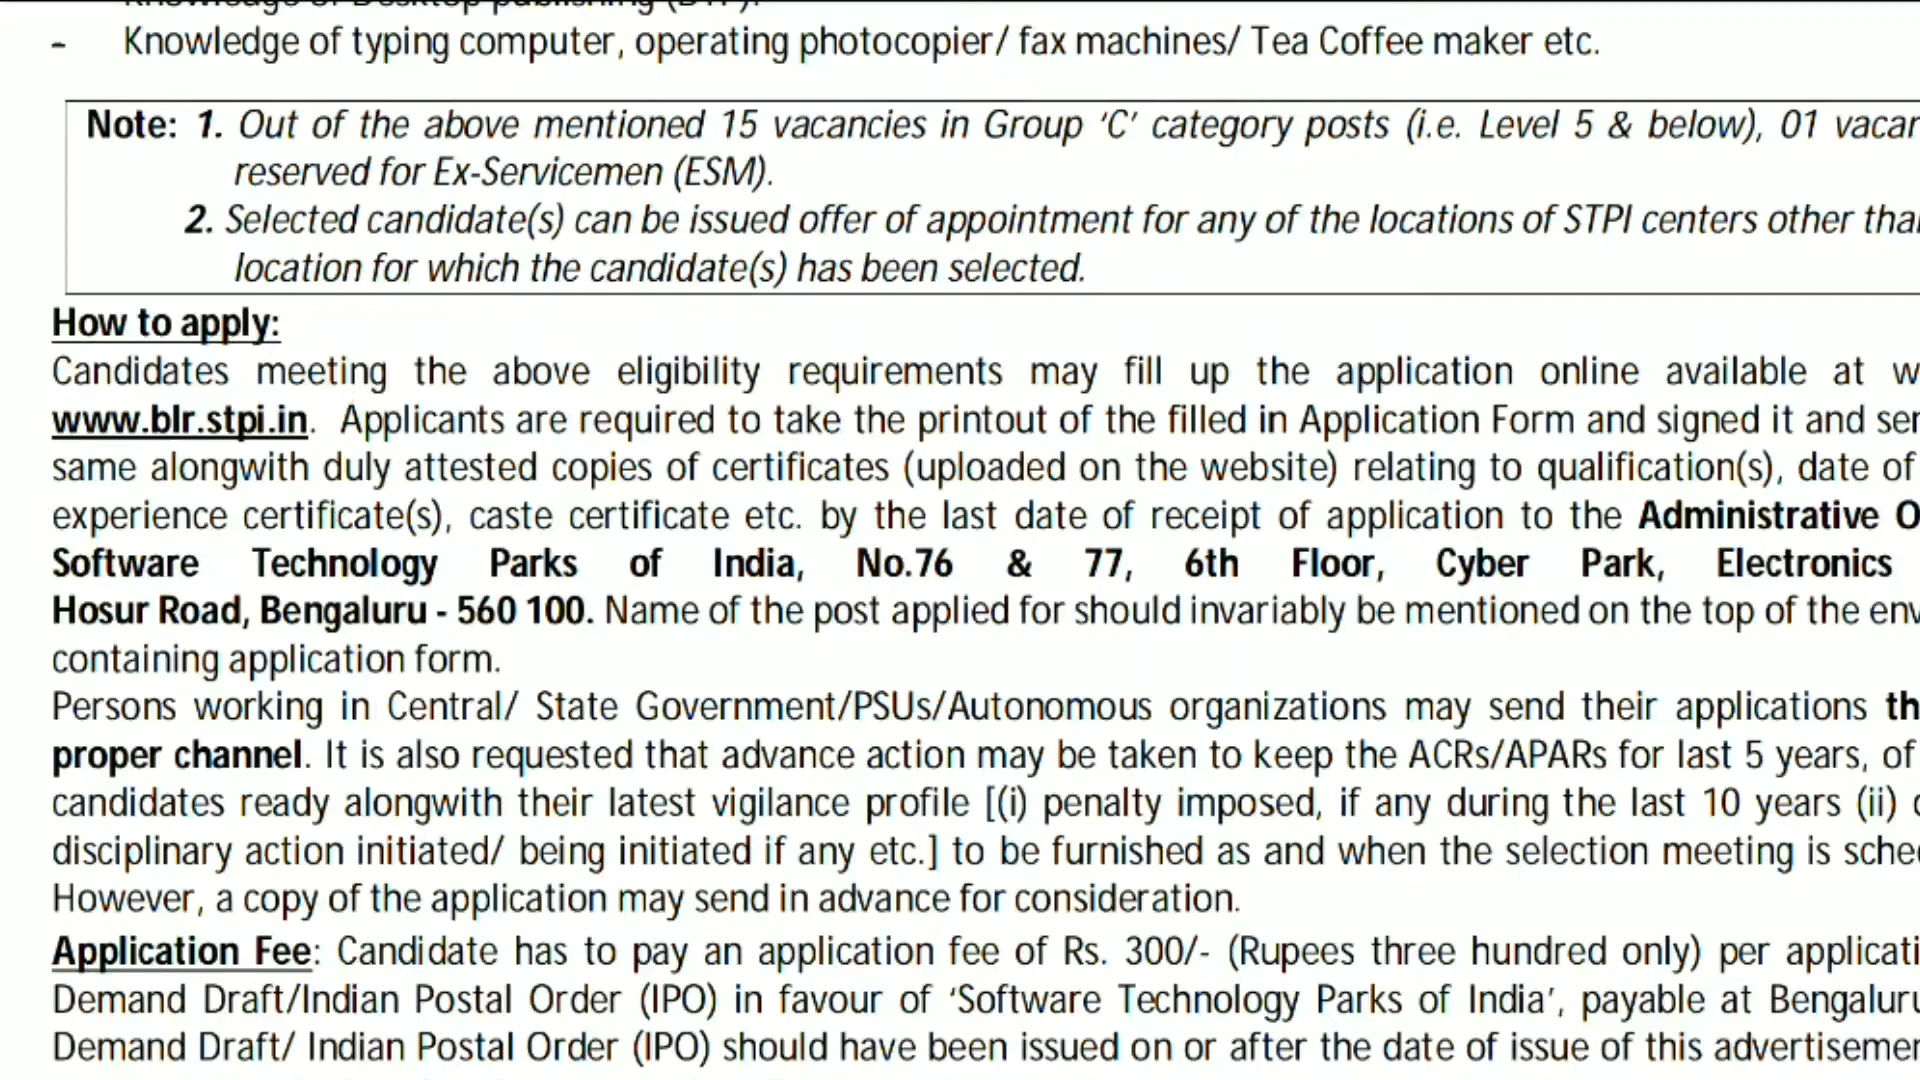 Knowledge of Desktop publishing (DTP).
- Knowledge of typing computer, operating photocopier/ fax machines/ Tea Coffee maker etc.
Note: 1. Out of the above mentioned 15 vacancies in Group 'C' category posts (i.e. Level 5 & below), 01
reserved for Ex-Servicemen (ESM).
2. Selected candidate(s) can be issued offer of appointment for any of the locations of STPI centers other
location for which the candidate(s) has been selected.
How to apply:
Candidates meeting the above eligibility requirements may fill up the application online available at
www.blr.stpi.in. Applicants are required to take the printout of the filled in Application Form and signed it and
same alongwith duly attested copies of certificates (uploaded on the website) relating to qualification(s), date of
experience certificate(s), caste certificate etc. by the last date of receipt of application to the Administrative
Software Technology Parks of India, No.76 & 77, 6th Floor, Cyber Park, Electronics
Hosur Road, Bengaluru - 560 100. Name of the post applied for should invariably be mentioned on the top of the
containing application form.
Persons working in Central/ State Government/PSUs/Autonomous organizations may send their applications
proper channel. It is also requested that advance action may be taken to keep the ACRs/APARs for last 5 years, of
candidates ready alongwith their latest vigilance profile [(i) penalty imposed, if any during the last 10 years (ii)
disciplinary action initiated/ being initiated if any etc.] to be furnished as and when the selection meeting is
However, a copy of the application may send in advance for consideration.
Application Fee: Candidate has to pay an application fee of Rs. 300/- (Rupees three hundred only) per
Demand Draft/Indian Postal Order (IPO) in favour of 'Software Technology Parks of India', payable at
Demand Draft/ Indian Postal Order (IPO) should have been issued on or after the date of issue of this